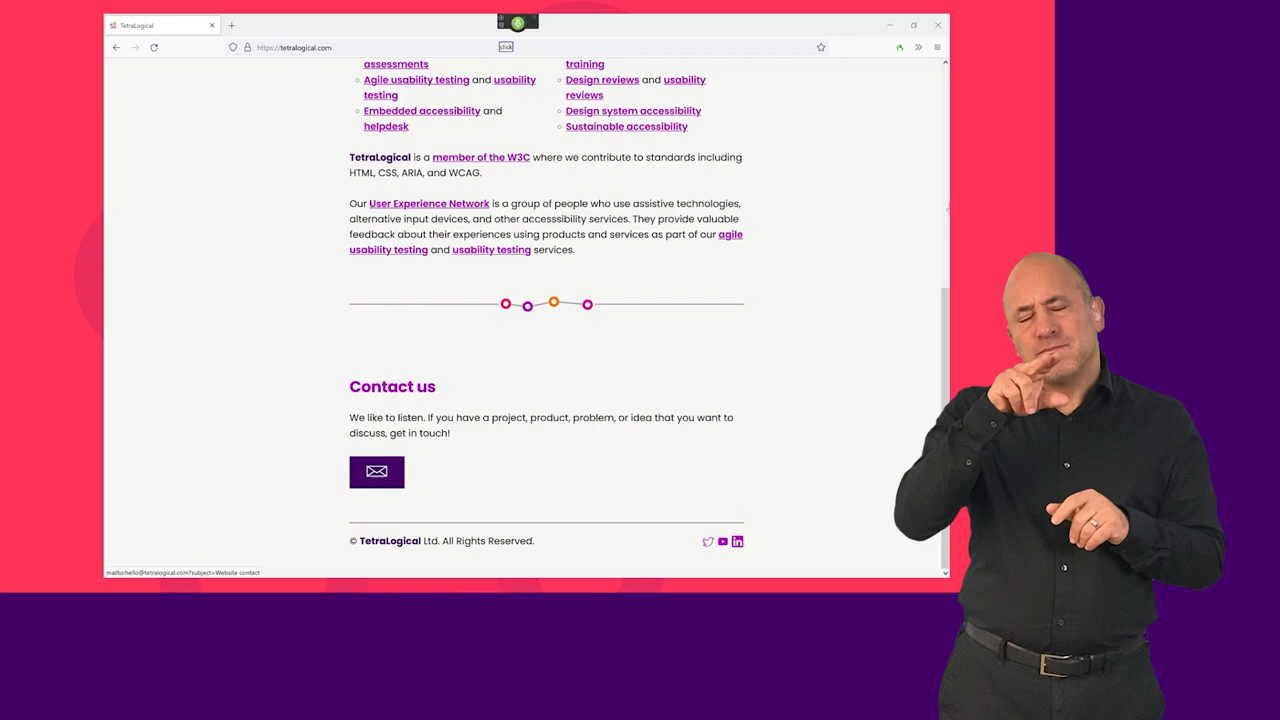 TetraLogical
https://tetralogical.com
click
assessments
Agile usability testing and usability
testing
Embedded accessibility and
helpdesk
training
Design reviews and usability
reviews
Design system accessibility
Sustainable accessibility
TetraLogical is a member of the W3C where we contribute to standards including
HTML, CSS, ARIA, and WCAG.
Our User Experience Network is a group of people who use assistive technologies,
alternative input devices, and other accesssibility services. They provide valuable
feedback about their experiences using products and services as part of our agile
usability testing and usability testing services.
Contact us
We like to listen. If you have a project, product, problem, or idea that you want to
discuss, get in touch!
© TetraLogical Ltd. All Rights Reserved.
mailto:hello@tetralogical.com?subject=Website contact